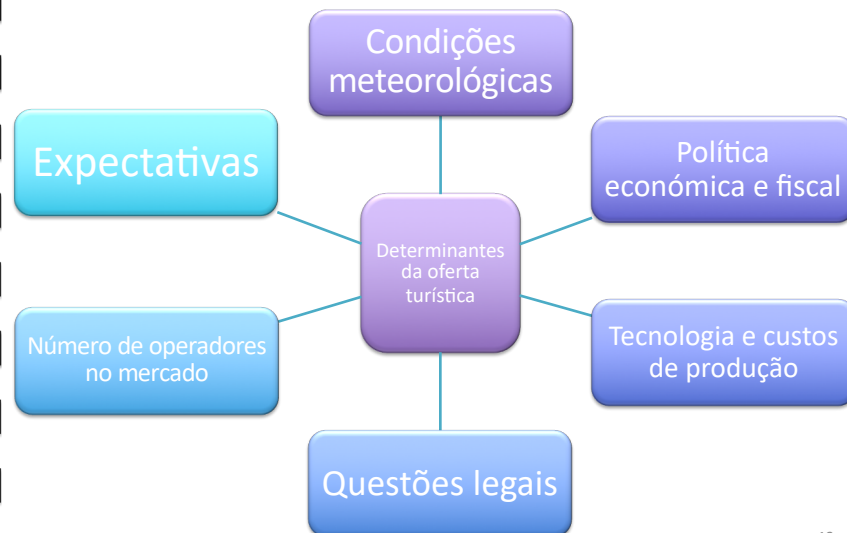 Condições
meteorológicas
Expectativas
Política
económica e fiscal
Determinantes
da oferta
turística
Número de operadores
no mercado
Tecnologia e custos
de produção
Questões legais